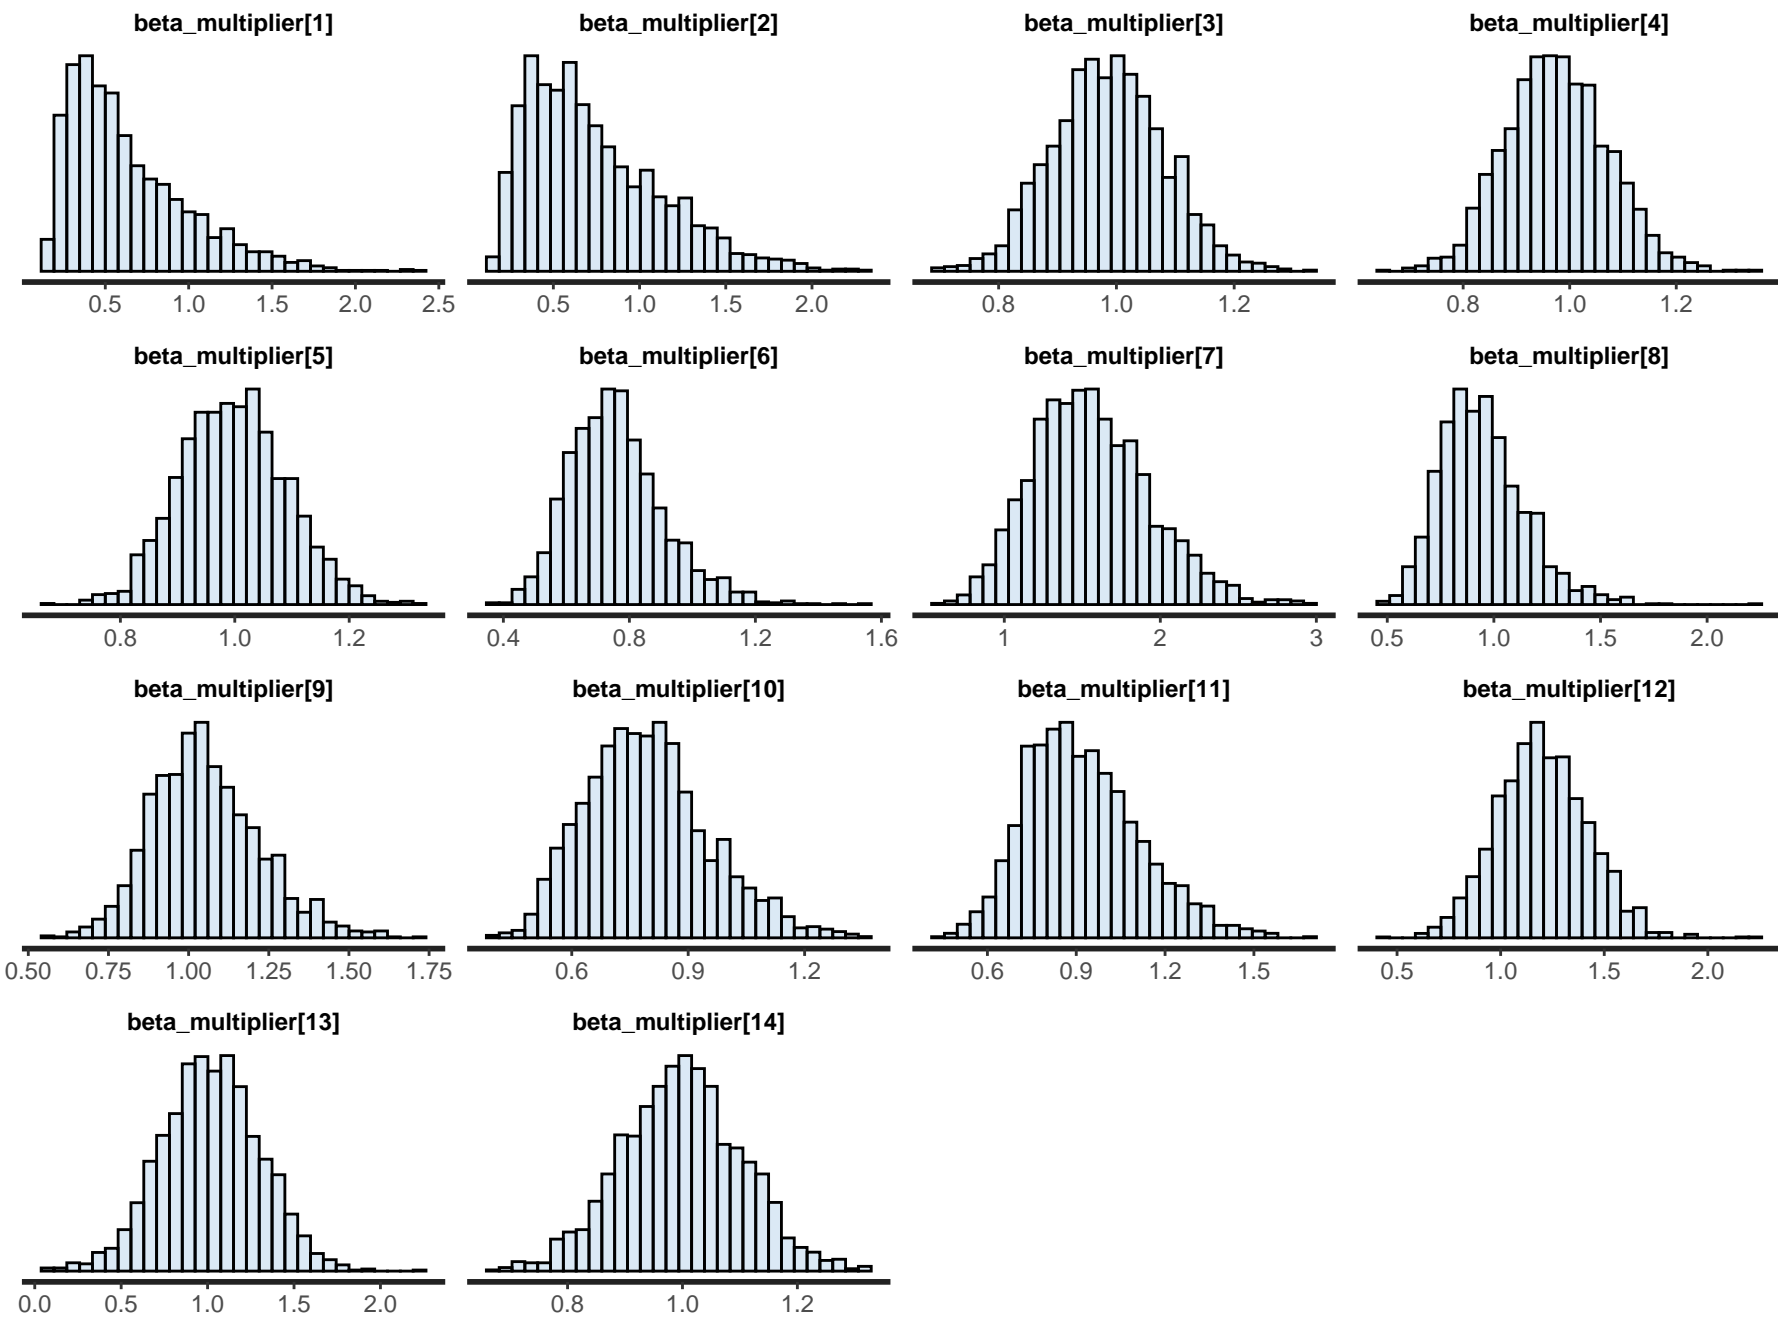 beta_multiplier[1] beta_multiplier[2] beta_multiplier[3] beta_multiplier[4]
0.5 1.0 1.5 2.0 2.5 0.5 1.0 1.5 2.0 0.8 1.0 1.2 0.8 1.0 1.2
beta_multiplier[5] beta_multiplier[6] beta_multiplier[7] beta_multiplier[8]
0.8 1.0 1.2 0.4 0.8 1.2 1.6 1 2 3 0.5 1.0 1.5 2.0
beta_multiplier[9] beta_multiplier[10] beta_multiplier[11] beta_multiplier[12]
0.50 0.75 1.00 1.25 1.50 1.75 0.6 0.9 1.2 0.6 0.9 1.2 1.5 0.5 1.0 1.5 2.0
beta_multiplier[13] beta_multiplier[14]
0.0 0.5 1.0 1.5 2.0 0.8 1.0 1.2